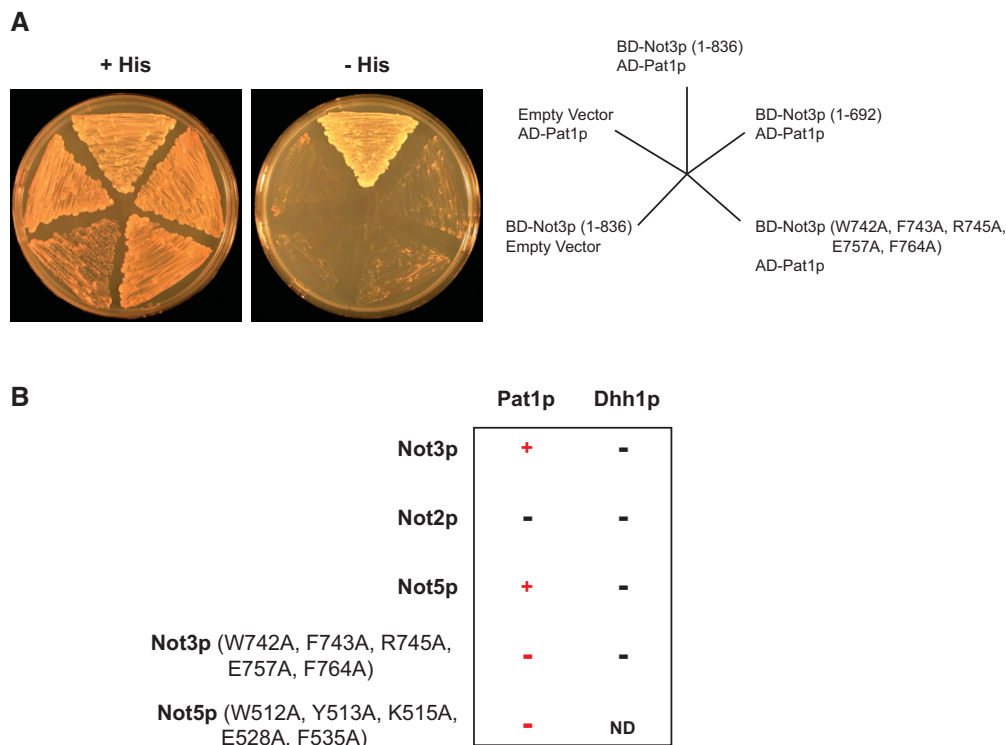 A
+ His
- His
BD-Not3p (1-836)
AD-Pat1p
Empty Vector
AD-Pat1p
BD-Not3p (1-692)
AD-Pat1p
BD-Not3p (1-836)
Empty Vector
BD-Not3p (W742A, F743A, R745A,
E757A, F764A)
AD-Pat1p
B
Pat1p Dhh1p
Not3p + -
Not2p - -
Not5p + -
Not3p (W742A, F743A, R745A,
E757A, F764A) - -
Not5p (W512A, Y513A, K515A,
E528A, F535A) - ND